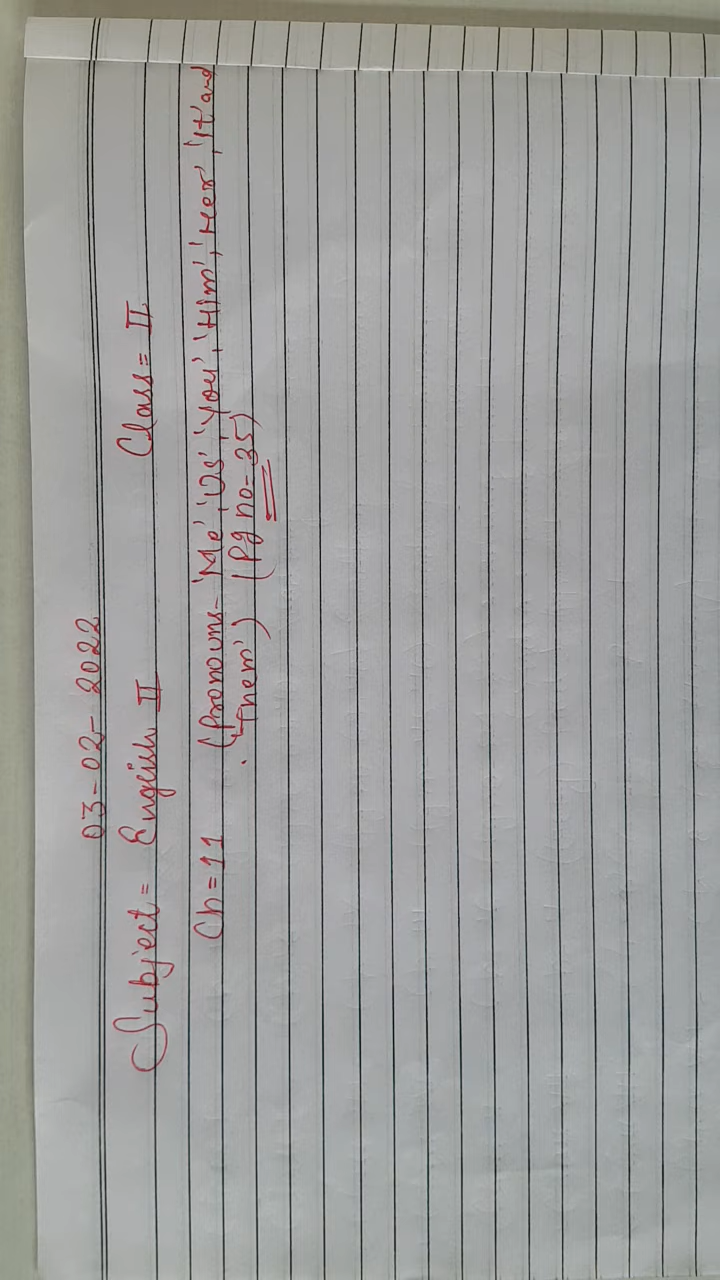 03-02-2022
Subject = English II Class = II
Ch = 11 (Pronouns- 'Me', 'Us', 'You', 'Him', 'Her', 'It' and
'Them') (Pg no- 35)